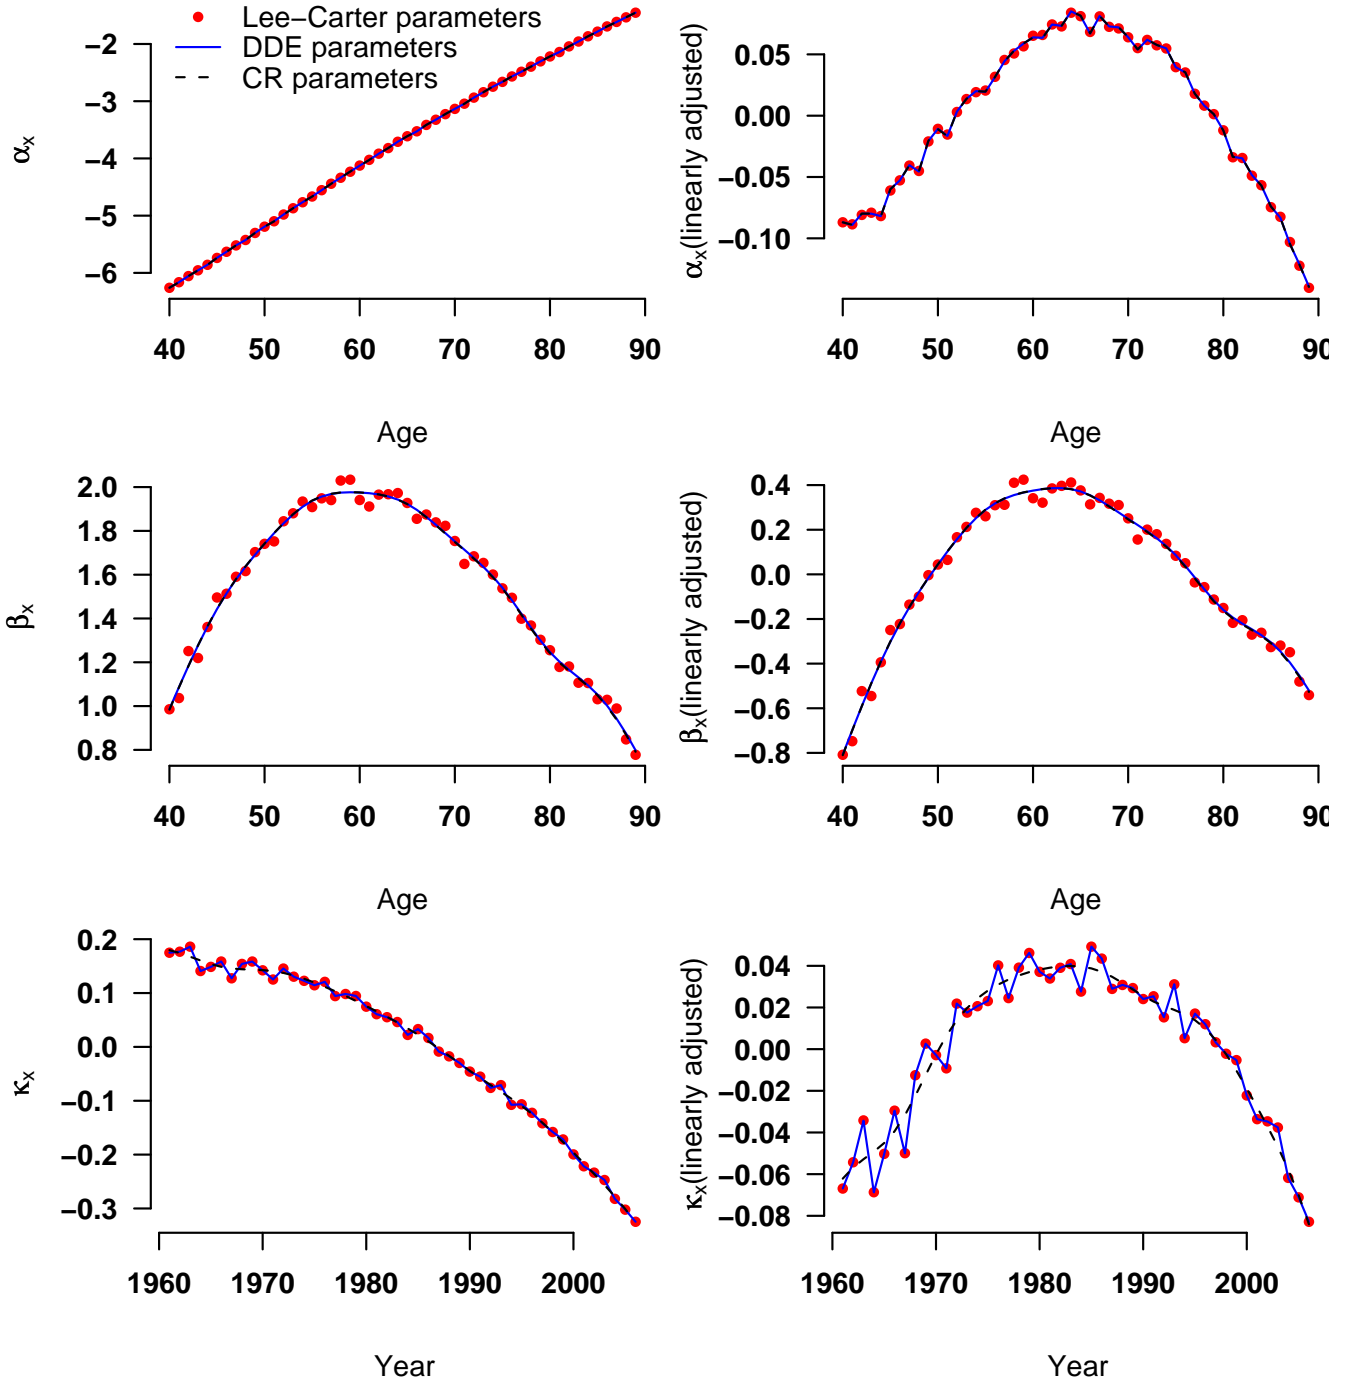 Lee−Carter parameters
DDE parameters
CR parameters
αx
−2
−3
−4
−5
−6
40 50 60 70 80 90
Age
αx(linearly adjusted)
0.05
0.00
−0.05
−0.10
40 50 60 70 80 90
Age
βx
2.0
1.8
1.6
1.4
1.2
1.0
0.8
40 50 60 70 80 90
Age
βx(linearly adjusted)
0.4
0.2
0.0
−0.2
−0.4
−0.6
−0.8
40 50 60 70 80 90
Age
κx
0.2
0.1
0.0
−0.1
−0.2
−0.3
1960 1970 1980 1990 2000
Year
κx(linearly adjusted)
0.04
0.02
0.00
−0.02
−0.04
−0.06
−0.08
1960 1970 1980 1990 2000
Year